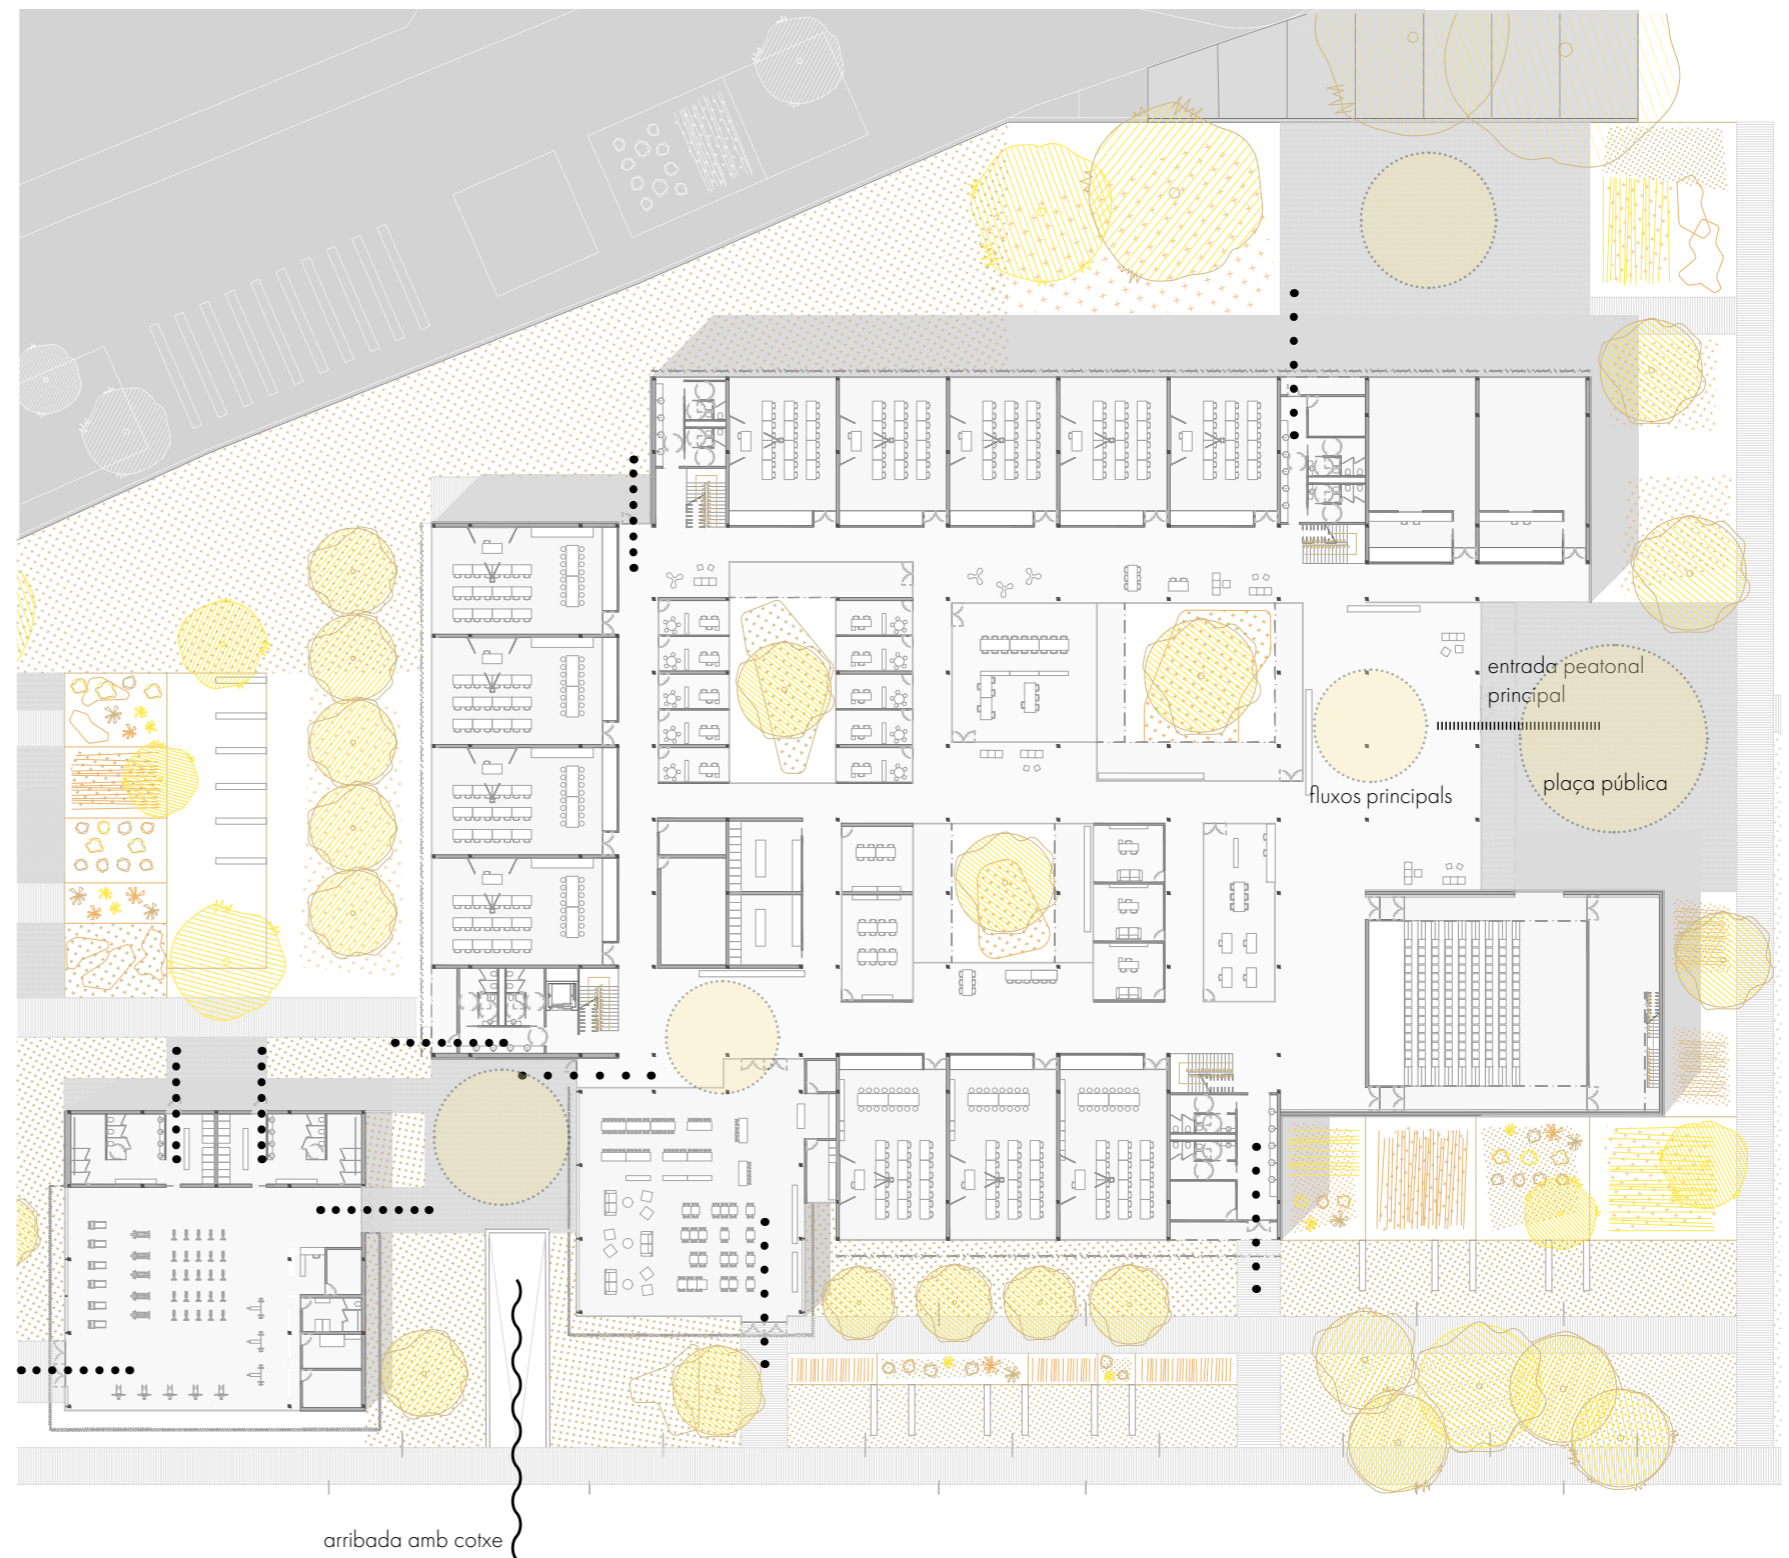 entrada peatonal
principal
plaça pública
fluxos principals
arribada amb cotxe